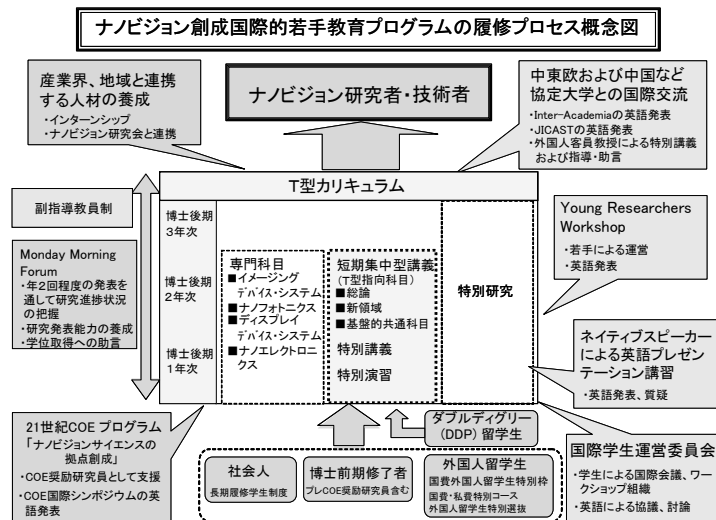 ナノビジョン創成国際的若手教育プログラムの履修プロセス概念図
産業界、地域と連携
する人材の養成
・インターンシップ
・ナノビジョン研究会と連携
ナノビジョン研究者・技術者
中東欧および中国など
協定大学との国際交流
・Inter-Academiaの英語発表
・JICASTの英語発表
・外国人客員教授による特別講義
および指導・助言
T型カリキュラム
副指導教員制
Monday Morning
Forum
・年2回程度の発表を
通して研究進捗状況
の把握
・研究発表能力の養成
・学位取得への助言
博士後期
3年次
博士後期
2年次
博士後期
1年次
専門科目
■イメージング
デバイス・システム
■ナノフォトニクス
■ディスプレイ
デバイス・システム
■ナノエレクトロニ
クス
短期集中型講義
(T型指向科目)
■総論
■新領域
■基盤的共通科目
特別講義
特別演習
特別研究
Young Researchers
Workshop
・若手による運営
・英語発表
ネイティブスピーカー
による英語プレゼン
テーション講習
・英語発表、質疑
21世紀COE プログラム
「ナノビジョンサイエンスの
拠点創成」
・COE奨励研究員として支援
・COE国際シンポジウムの英
語発表
ダブルディグリー
(DDP) 留学生
社会人
長期履修学生制度
博士前期修了者
プレCOE奨励研究員含む
外国人留学生
国費外国人留学生特別枠
国費・私費特別コース
外国人留学生特別選抜
国際学生運営委員会
・学生による国際会議、ワー
クショップ組織
・英語による協議、討論